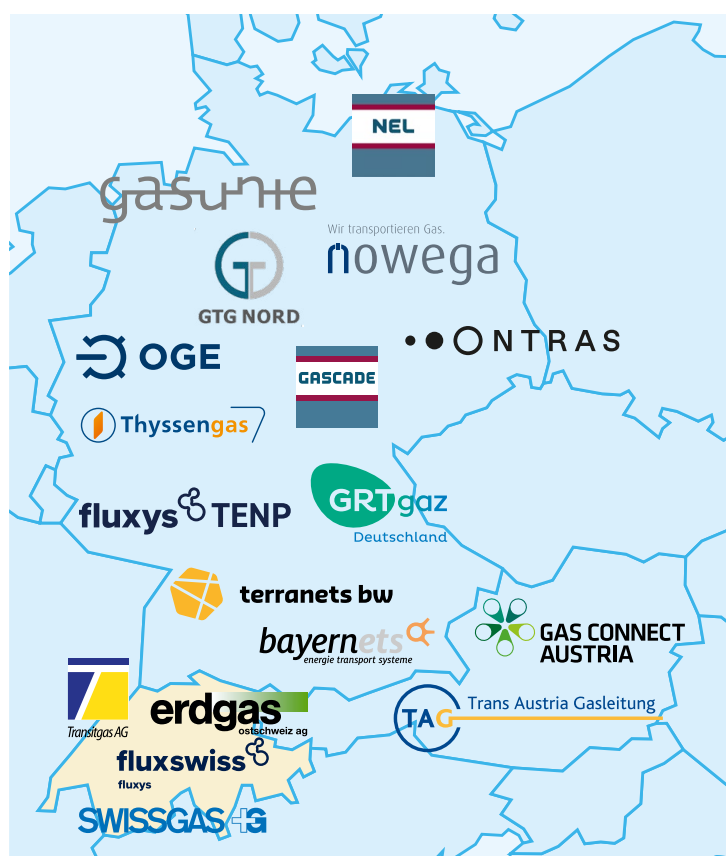 NEL
gasunie
Wir transportieren Gas.
nowega
GTG NORD
ONTRAS
OGE
GASCADE
Thyssengas
GRTgaz
Deutschland
fluxys TENP
terranets bw
bayernets
energie transport systeme
GAS CONNECT
AUSTRIA
Transitgas AG
erdgas
ostschweiz ag
TAG Trans Austria Gasleitung
fluxswiss
fluxys
SWISSGAS G